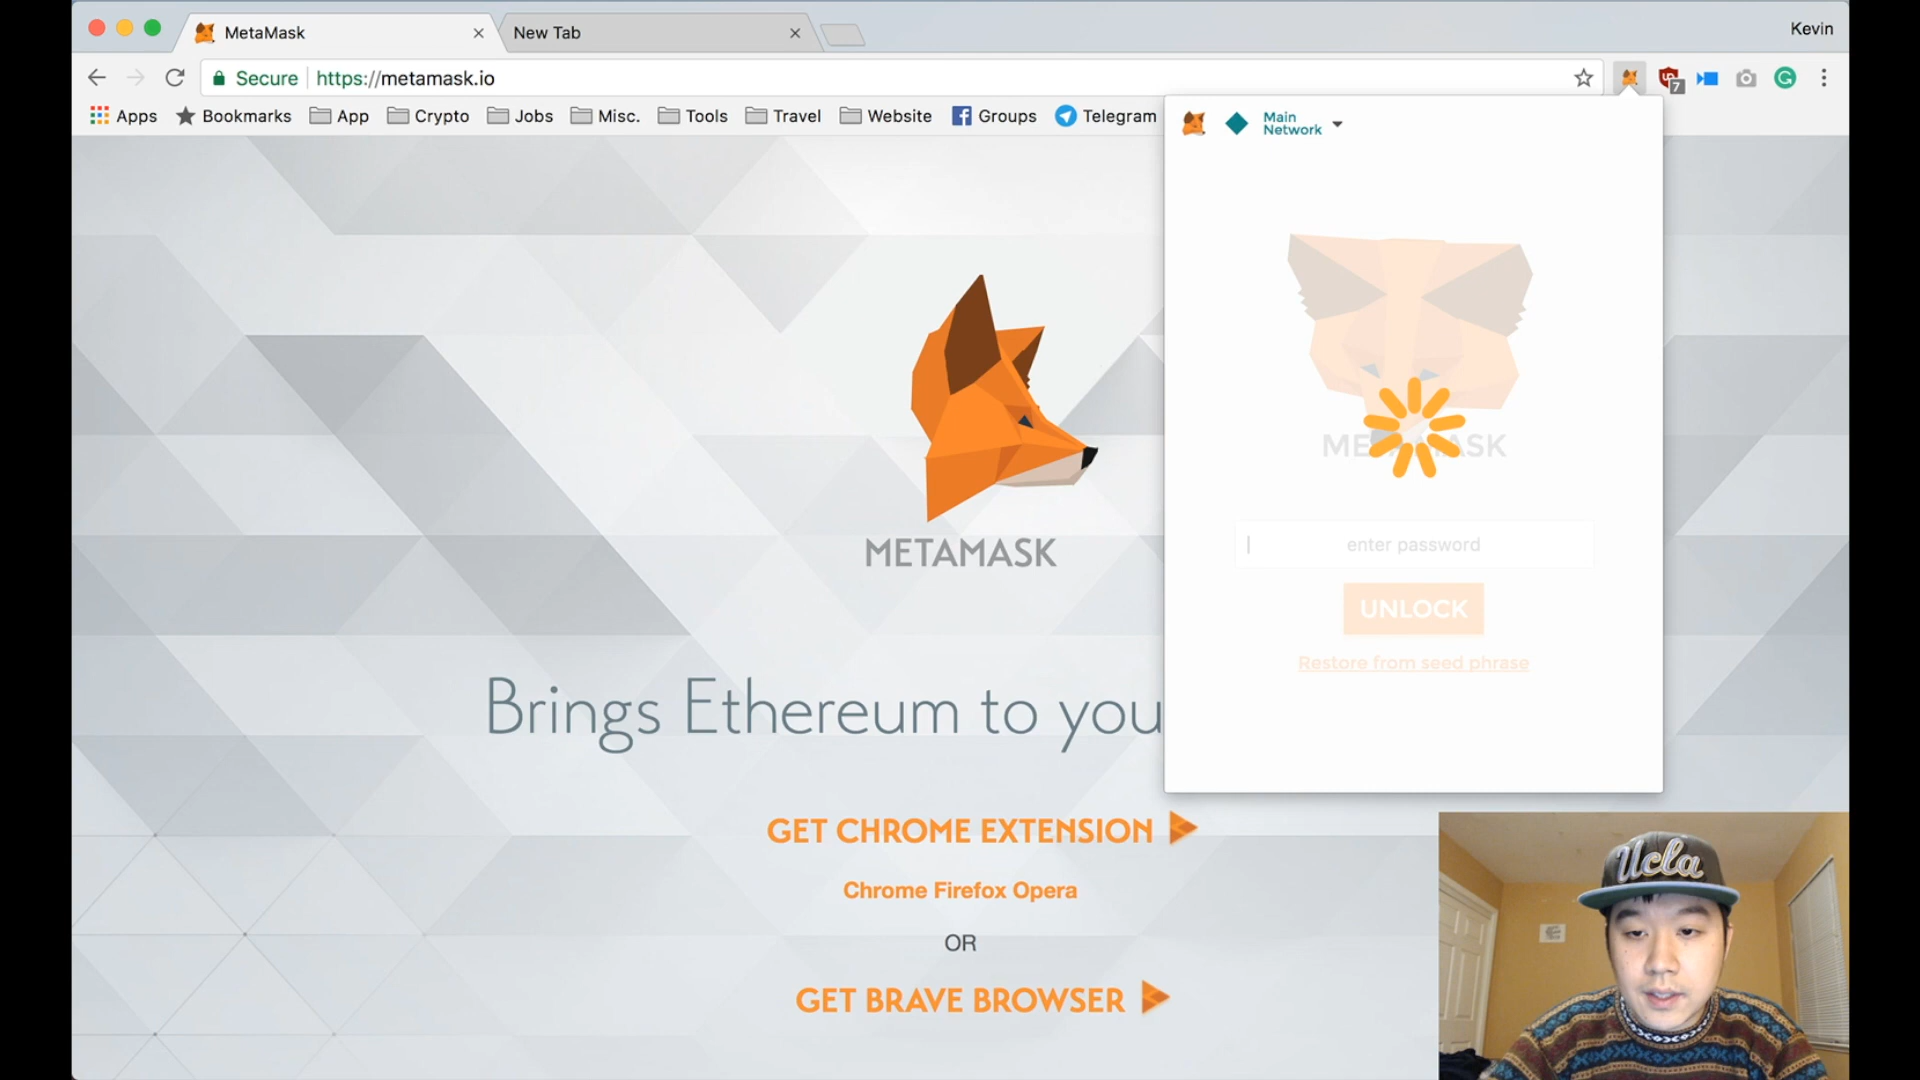 MetaMask
New Tab
Kevin
Secure
https://metamask.io
7
Apps
Bookmarks
App
Crypto
Jobs
Misc.
Tools
Travel
Website
Groups
Telegram
Main
Network
METAMASK
enter password
UNLOCK
Restore from seed phrase
METAMASK
Brings Ethereum to you
GET CHROME EXTENSION
Chrome Firefox Opera
OR
GET BRAVE BROWSER
Ucla